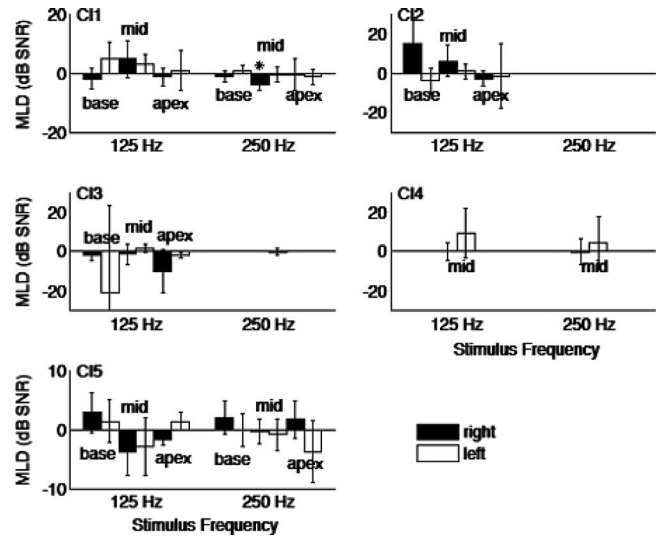 CI1
mid
20
*
mid
0
base
apex
base
apex
-20
125 Hz
250 Hz
MLD (dB SNR)
CI2
20
mid
0
base
apex
-20
125 Hz
250 Hz
CI3
20
base
mid
apex
0
-20
125 Hz
250 Hz
MLD (dB SNR)
CI4
20
0
mid
mid
-20
125 Hz
250 Hz
Stimulus Frequency
CI5
10
mid
mid
0
base
apex
base
apex
-10
125 Hz
250 Hz
MLD (dB SNR)
Stimulus Frequency
right
left